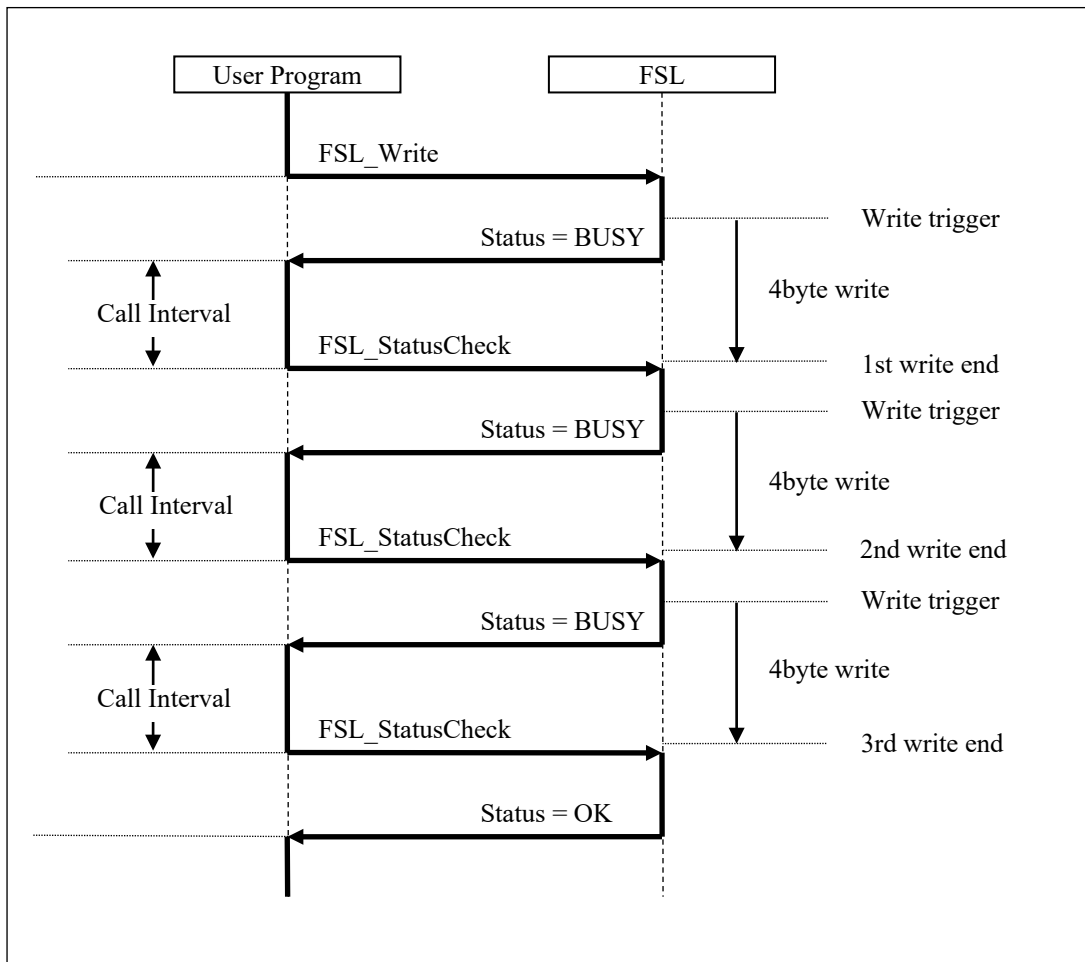 User Program
FSL
FSL_Write
Write trigger
Status = BUSY
4byte write
Call Interval
FSL_StatusCheck
1st write end
Write trigger
Status = BUSY
4byte write
Call Interval
FSL_StatusCheck
2nd write end
Write trigger
Status = BUSY
4byte write
Call Interval
FSL_StatusCheck
3rd write end
Status = OK